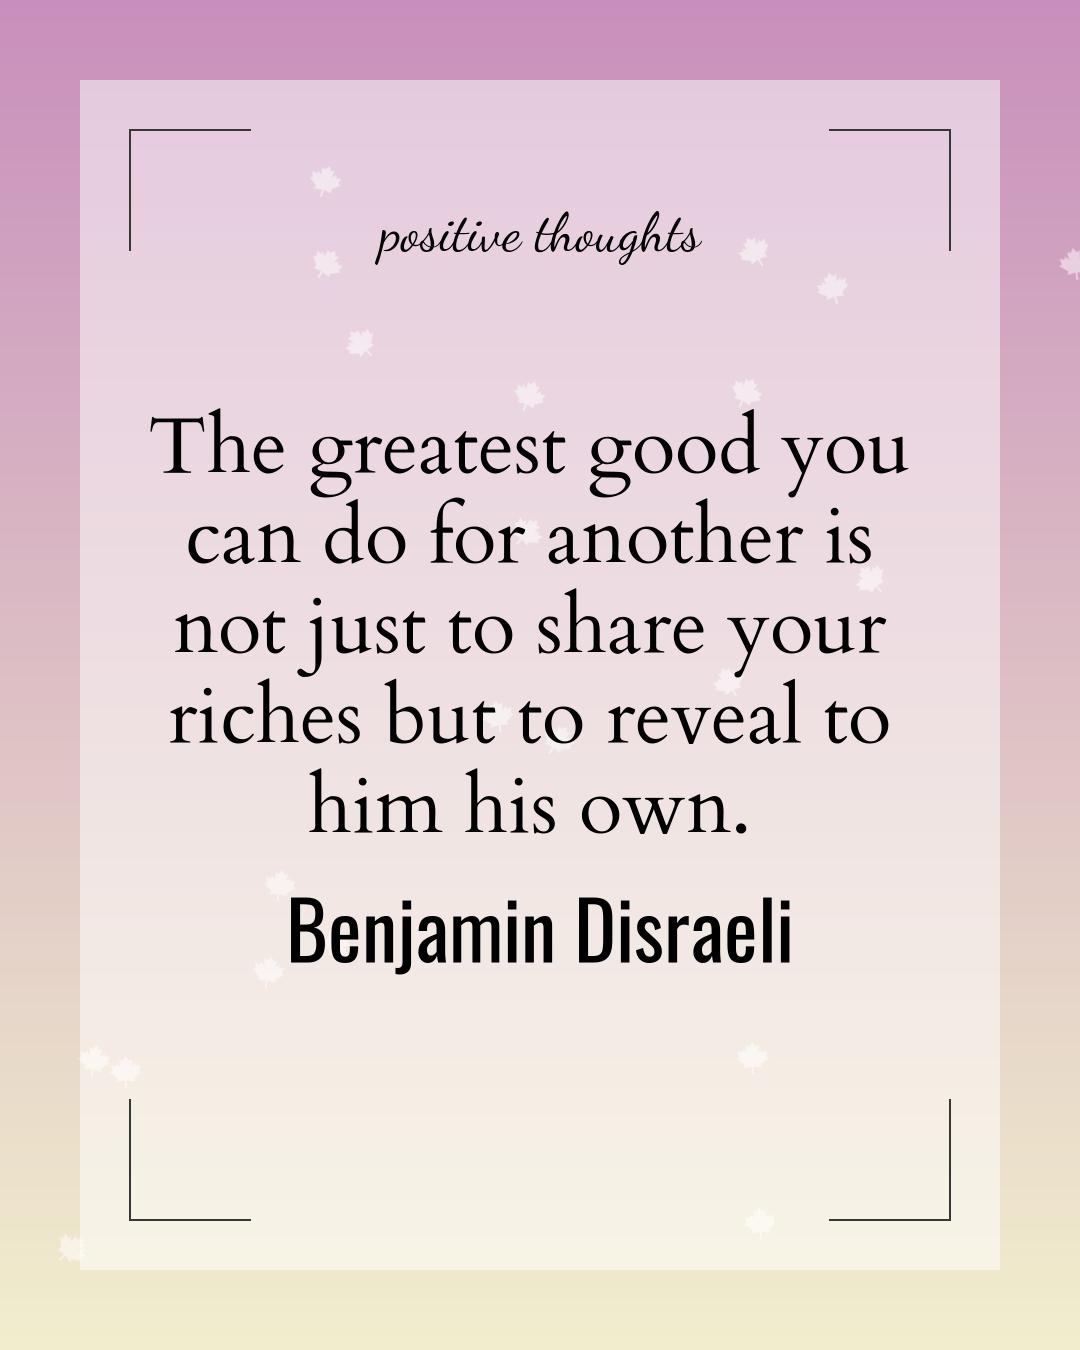 positive thoughts
The greatest good you
can do for another is
not just to share your
riches but to reveal to
him his own.
Benjamin Disraeli